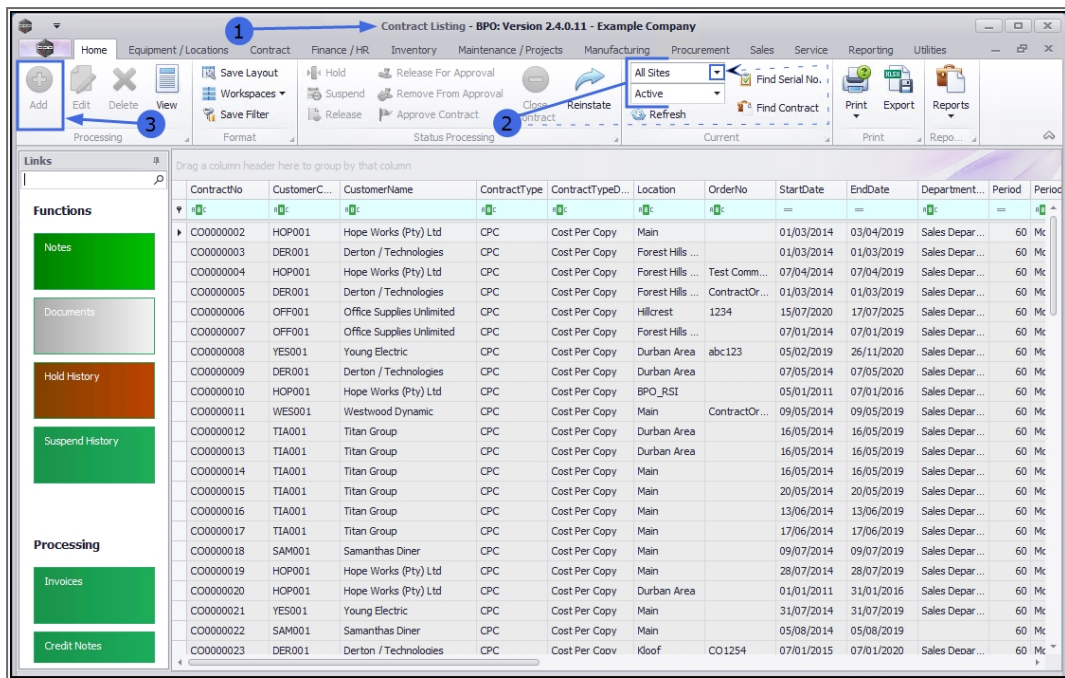 1
Contract Listing - BPO: Version 2.4.0.11 - Example Company
Home Equipment / Locations Contract Finance / HR Inventory Maintenance / Projects Manufacturing Procurement Sales Service Reporting Utilities
Add
Edit
Delete
View
Processing
Save Layout
Workspaces
Save Filter
Format
Hold
Suspend
Release
Release For Approval
Remove From Approval
Approve Contract
Close Contract
Reinstate
Status Processing
All Sites
Active
Refresh
Find Serial No.
Find Contract
Current
Print
Export
Print
Reports
Repo...
2
3
Links
Functions
Notes
Documents
Hold History
Suspend History
Processing
Invoices
Credit Notes
Drag a column header here to group by that column
ContractNo CustomerC... CustomerName ContractType ContractTypeD... Location OrderNo StartDate EndDate Department... Period Period
CO0000002 HOP001 Hope Works (Pty) Ltd CPC Cost Per Copy Main 01/03/2014 03/04/2019 Sales Depar... 60 Mc
CO0000003 DER001 Derton / Technologies CPC Cost Per Copy Forest Hills ... 01/03/2014 01/03/2019 Sales Depar... 60 Mc
CO0000004 HOP001 Hope Works (Pty) Ltd CPC Cost Per Copy Forest Hills ... Test Comm... 07/04/2014 07/04/2019 Sales Depar... 60 Mc
CO0000005 DER001 Derton / Technologies CPC Cost Per Copy Forest Hills ... ContractOr... 01/03/2014 01/03/2019 Sales Depar... 60 Mc
CO0000006 OFF001 Office Supplies Unlimited CPC Cost Per Copy Hillcrest 1234 15/07/2020 17/07/2025 Sales Depar... 60 Mc
CO0000007 OFF001 Office Supplies Unlimited CPC Cost Per Copy Forest Hills ... 07/01/2014 07/01/2019 Sales Depar... 60 Mc
CO0000008 YES001 Young Electric CPC Cost Per Copy Durban Area abc123 05/02/2019 26/11/2020 Sales Depar... 60 Mc
CO0000009 DER001 Derton / Technologies CPC Cost Per Copy Durban Area 07/05/2014 07/05/2020 Sales Depar... 60 Mc
CO0000010 HOP001 Hope Works (Pty) Ltd CPC Cost Per Copy BPO_RSI 05/01/2011 07/01/2016 Sales Depar... 60 Mc
CO0000011 WES001 Westwood Dynamic CPC Cost Per Copy Main ContractOr... 09/05/2014 09/05/2019 Sales Depar... 60 Mc
CO0000012 TIA001 Titan Group CPC Cost Per Copy Durban Area 16/05/2014 16/05/2019 Sales Depar... 60 Mc
CO0000013 TIA001 Titan Group CPC Cost Per Copy Durban Area 16/05/2014 16/05/2019 Sales Depar... 60 Mc
CO0000014 TIA001 Titan Group CPC Cost Per Copy Main 16/05/2014 16/05/2019 Sales Depar... 60 Mc
CO0000015 TIA001 Titan Group CPC Cost Per Copy Main 20/05/2014 20/05/2019 Sales Depar... 60 Mc
CO0000016 TIA001 Titan Group CPC Cost Per Copy Main 13/06/2014 13/06/2019 Sales Depar... 60 Mc
CO0000017 TIA001 Titan Group CPC Cost Per Copy Main 17/06/2014 17/06/2019 Sales Depar... 60 Mc
CO0000018 SAM001 Samanthas Diner CPC Cost Per Copy Main 09/07/2014 09/07/2019 Sales Depar... 60 Mc
CO0000019 HOP001 Hope Works (Pty) Ltd CPC Cost Per Copy Main 28/07/2014 28/07/2019 Sales Depar... 60 Mc
CO0000020 HOP001 Hope Works (Pty) Ltd CPC Cost Per Copy Durban Area 01/01/2011 31/01/2016 Sales Depar... 60 Mc
CO0000021 YES001 Young Electric CPC Cost Per Copy Main 31/07/2014 31/07/2019 Sales Depar... 60 Mc
CO0000022 SAM001 Samanthas Diner CPC Cost Per Copy Main 05/08/2014 05/08/2019 60 Mc
CO0000023 DER001 Derton / Technologies CPC Cost Per Copy Kloof CO1254 07/01/2015 07/01/2020 Sales Depar... 60 Mc